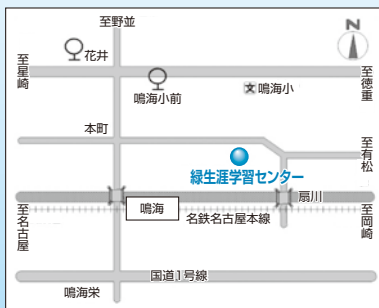 至野並
N
花井
至星崎
鳴海小前
文
鳴海小
至徳重
本町
至有松
緑生涯学習センター
扇川
鳴海
至名古屋
名鉄名古屋本線
至岡崎
国道1号線
鳴海栄